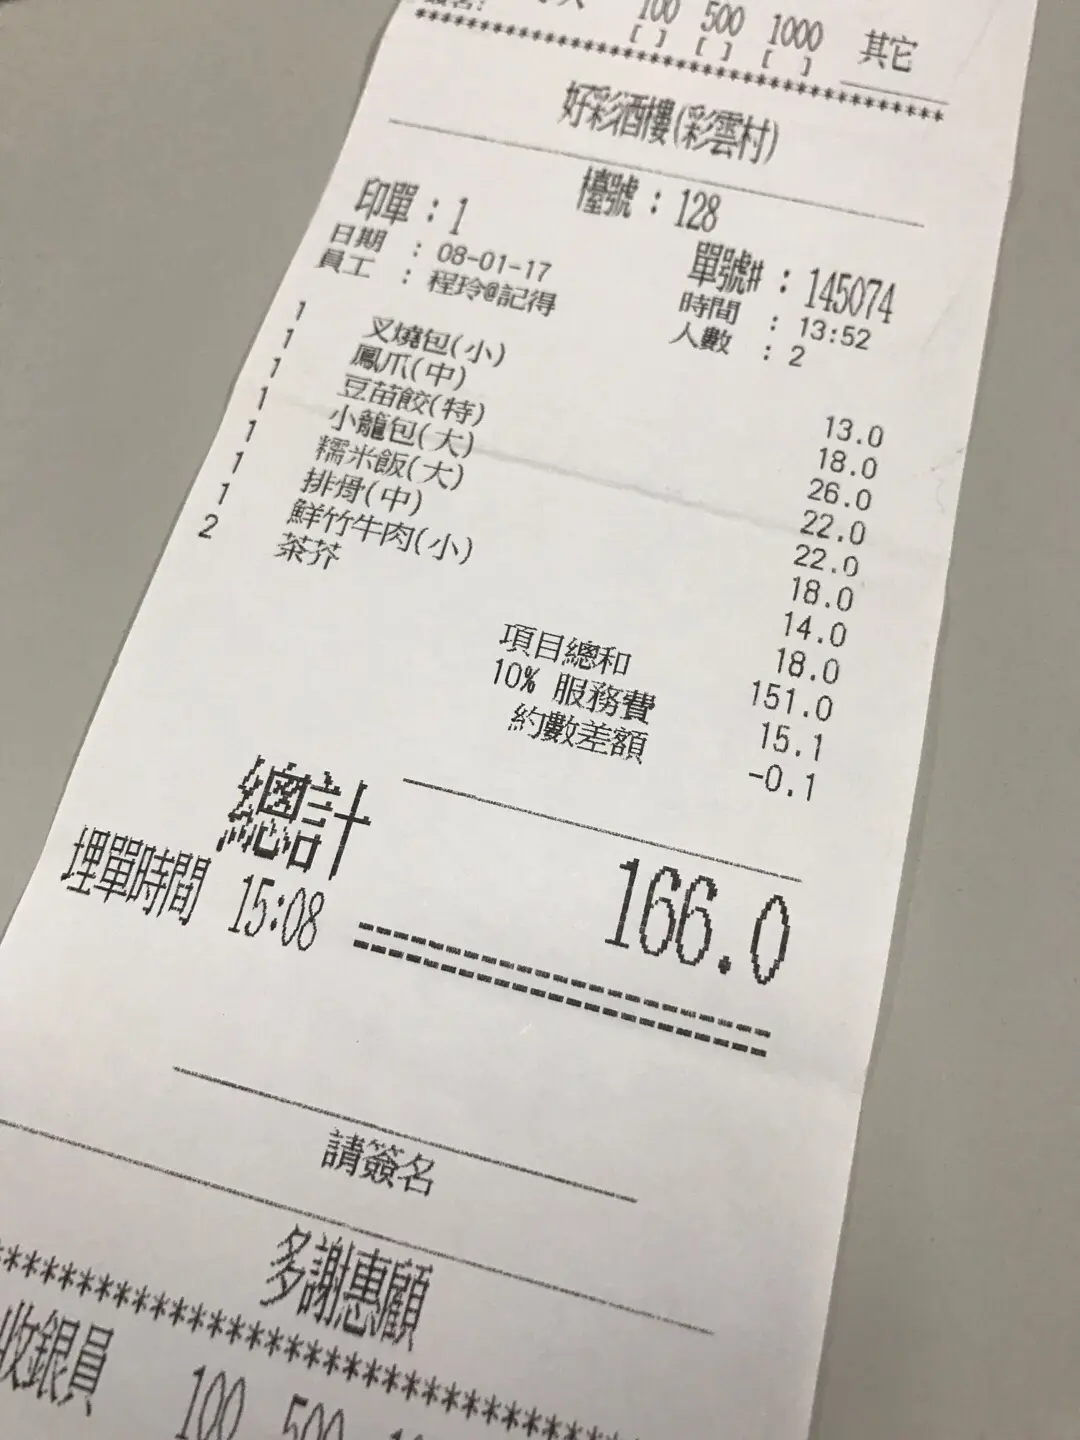 100 500 1000 其它
[ ] [ ] [ ]
****************************************
好彩酒樓(彩雲村)
印單 : 1 檯號 : 128
日期 : 08-01-17 單號# : 145074
員工 : 程玲@記得 時間 : 13:52
人數 : 2
1 叉燒包(小) 13.0
1 鳳爪(中) 18.0
1 豆苗餃(特) 26.0
1 小籠包(大) 22.0
1 糯米飯(大) 22.0
1 排骨(中) 18.0
1 鮮竹牛肉(小) 14.0
2 茶芥 18.0
項目總和 151.0
10% 服務費 15.1
約數差額 -0.1
總計 166.0
埋單時間 15:08
請簽名
多謝惠顧
****************************************
收銀員 100 500